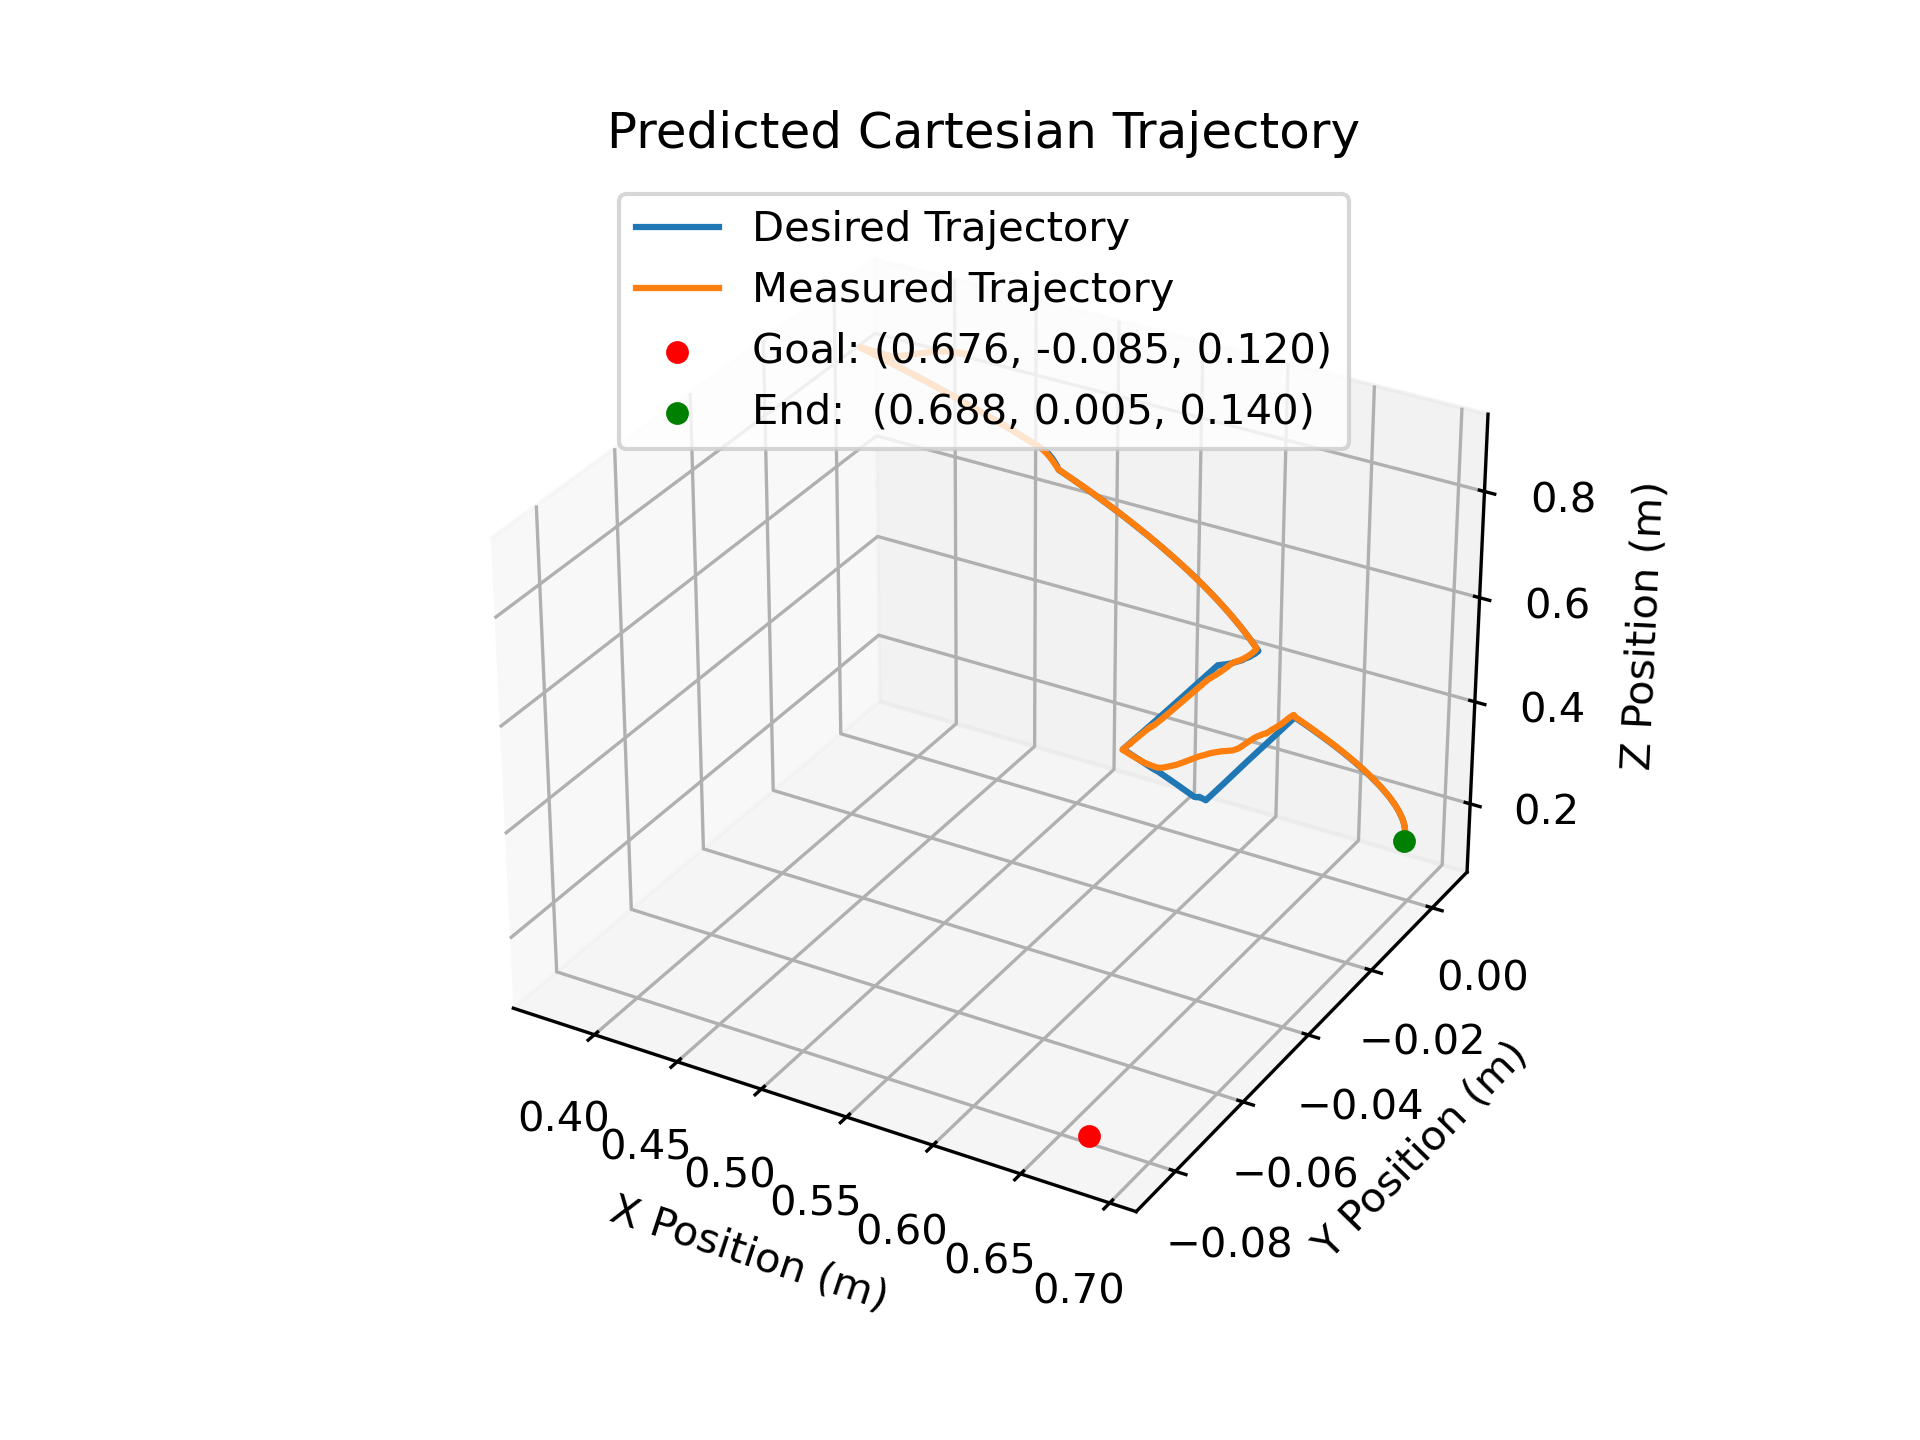 Predicted Cartesian Trajectory
Desired Trajectory
Measured Trajectory
Goal: (0.676, -0.085, 0.120)
End:  (0.688, 0.005, 0.140)
0.8
0.6
0.4
0.2
Z Position (m)
0.00
−0.02
−0.04
−0.06
−0.08
Y Position (m)
0.40
0.45
0.50
0.55
0.60
0.65
0.70
X Position (m)